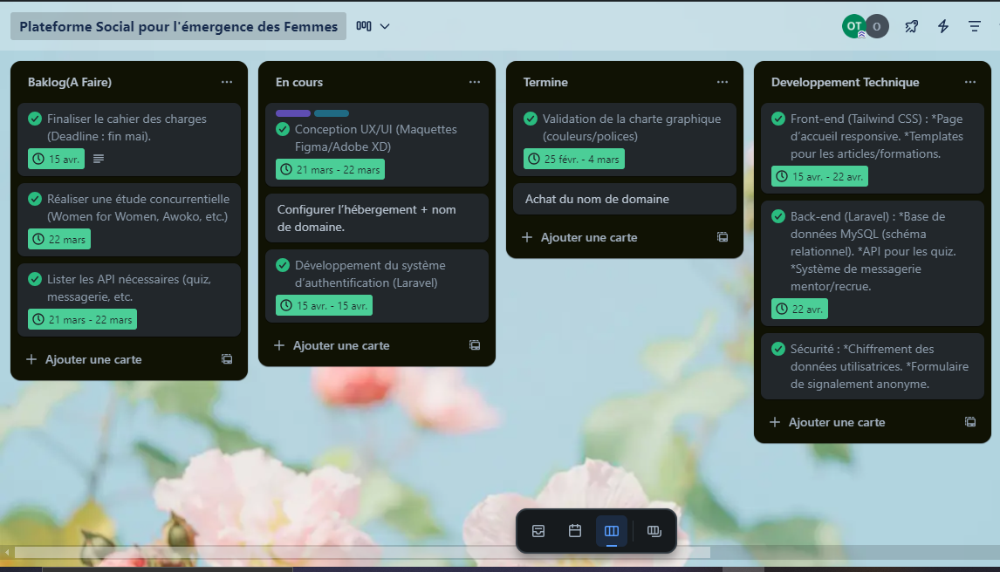 Plateforme Social pour l'émergence des Femmes
OT
O
Baklog(A Faire)
Finaliser le cahier des charges
(Deadline : fin mai).
15 avr.
Réaliser une étude concurrentielle
(Women for Women, Awoko, etc.)
22 mars
Lister les API nécessaires (quiz,
messagerie, etc.
21 mars - 22 mars
Ajouter une carte
En cours
Conception UX/UI (Maquettes
Figma/Adobe XD)
21 mars - 22 mars
Configurer l’hébergement + nom
de domaine.
Développement du système
d’authentification (Laravel)
15 avr. - 15 avr.
Ajouter une carte
Termine
Validation de la charte graphique
(couleurs/polices)
25 févr. - 4 mars
Achat du nom de domaine
Ajouter une carte
Developpement Technique
Front-end (Tailwind CSS) : *Page
d’accueil responsive. *Templates
pour les articles/formations.
15 avr. - 22 avr.
Back-end (Laravel) : *Base de
données MySQL (schéma
relationnel). *API pour les quiz.
*Système de messagerie
mentor/recrue.
22 avr.
Sécurité : *Chiffrement des
données utilisatrices. *Formulaire
de signalement anonyme.
Ajouter une carte